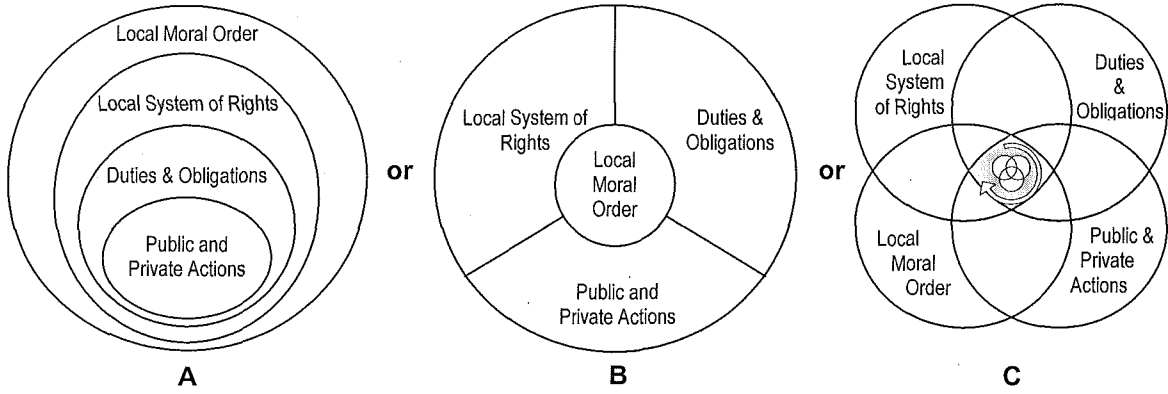 Local Moral Order
Local System of Rights
Duties & Obligations
Public and
Private Actions
A
or
Local System of
Rights
Duties &
Obligations
Local
Moral
Order
Public and
Private Actions
B
or
Local
System
of Rights
Duties
&
Obligations
Local
Moral
Order
Public &
Private
Actions
C